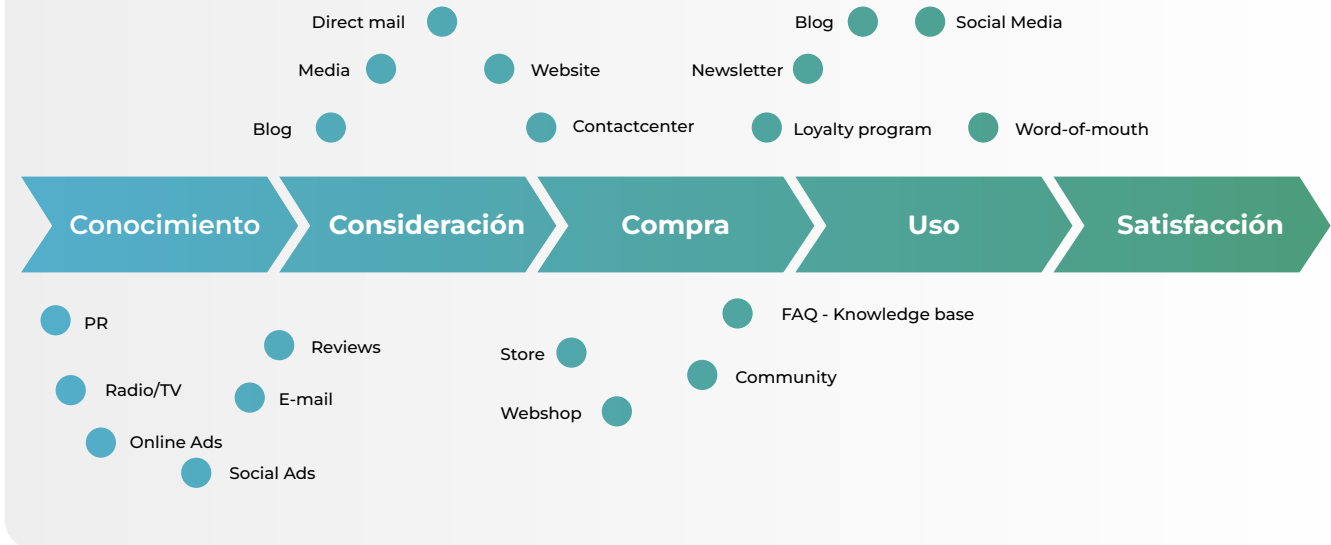 Direct mail
Blog
Social Media
Media
Website
Newsletter
Blog
Contactcenter
Loyalty program
Word-of-mouth
Conocimiento
Consideración
Compra
Uso
Satisfacción
PR
Reviews
Radio/TV
E-mail
Online Ads
Social Ads
Store
Webshop
FAQ - Knowledge base
Community